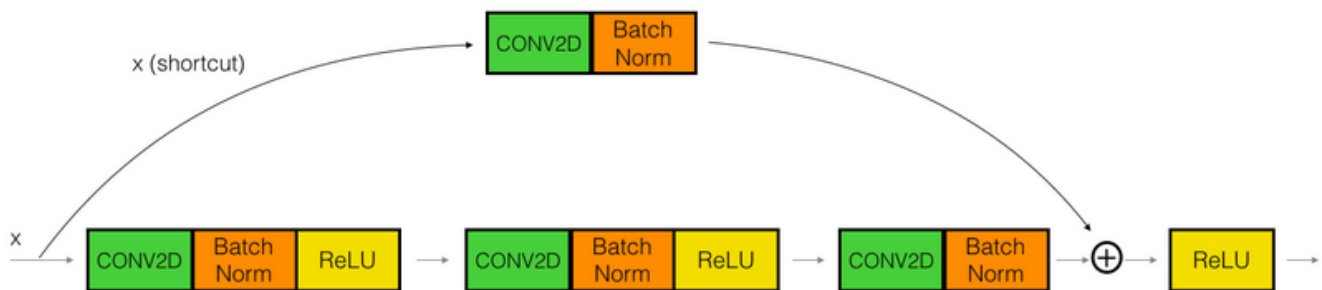 CONV2D
Batch
Norm
x (shortcut)
x
CONV2D
Batch
Norm
ReLU
CONV2D
Batch
Norm
ReLU
CONV2D
Batch
Norm
ReLU